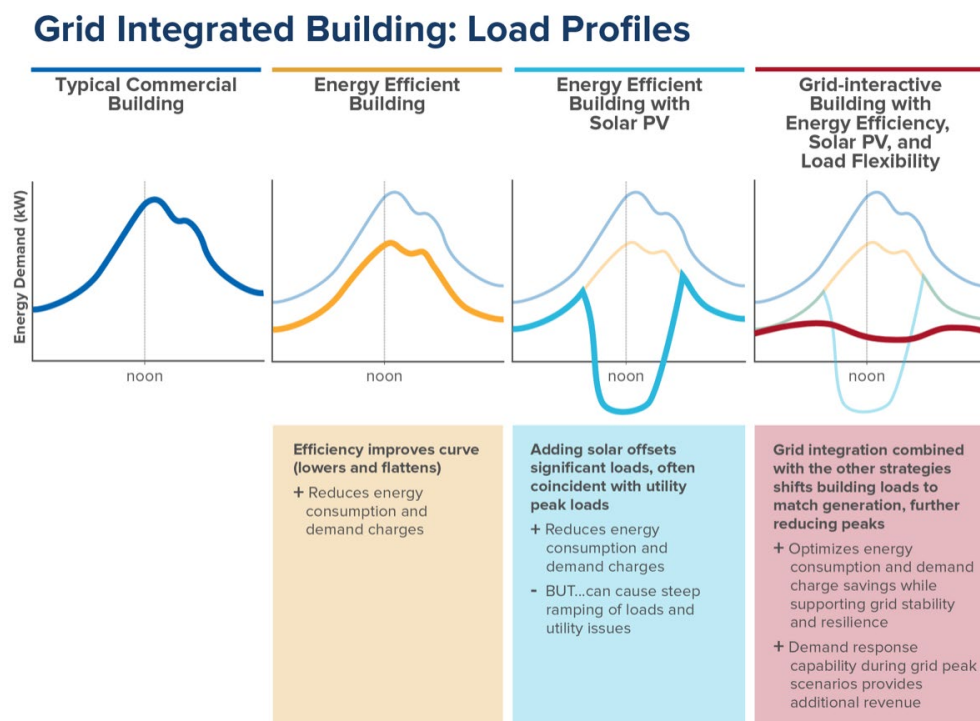 Grid Integrated Building: Load Profiles
Typical Commercial
Building
Energy Efficient
Building
Energy Efficient
Building with
Solar PV
Grid-interactive
Building with
Energy Efficiency,
Solar PV, and
Load Flexibility
Energy Demand (kW)
noon
noon
noon
noon
Efficiency improves curve
(lowers and flattens)
+ Reduces energy
consumption and
demand charges
Adding solar offsets
significant loads, often
coincident with utility
peak loads
+ Reduces energy
consumption and
demand charges
- BUT...can cause steep
ramping of loads and
utility issues
Grid integration combined
with the other strategies
shifts building loads to
match generation, further
reducing peaks
+ Optimizes energy
consumption and demand
charge savings while
supporting grid stability
and resilience
+ Demand response
capability during grid peak
scenarios provides
additional revenue